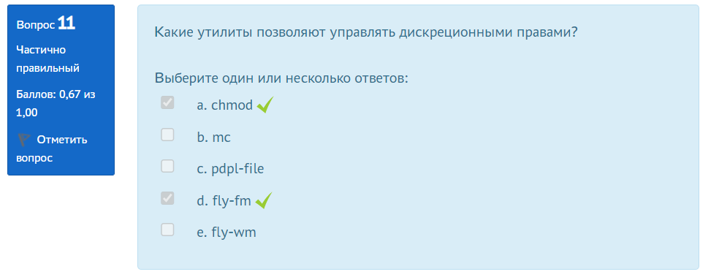 Вопрос 11
Частично
правильный
Баллов: 0,67 из
1,00
Отметить
вопрос
Какие утилиты позволяют управлять дискреционными правами?
Выберите один или несколько ответов:
a. chmod
b. mc
c. pdpl-file
d. fly-fm
e. fly-wm